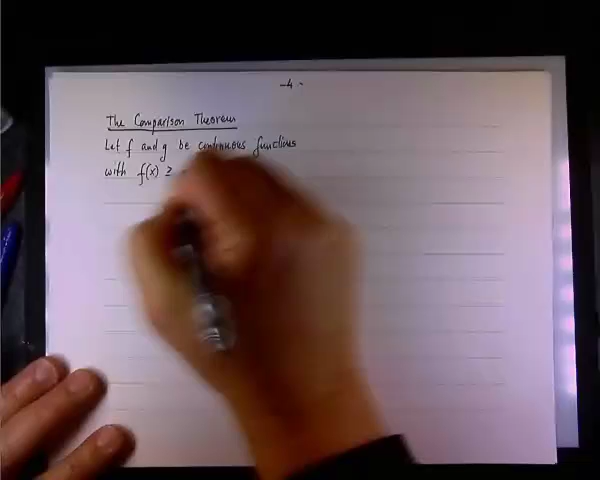 -4-
The Comparison Theorem
Let f and g be continuous functions
with f(x) ≥